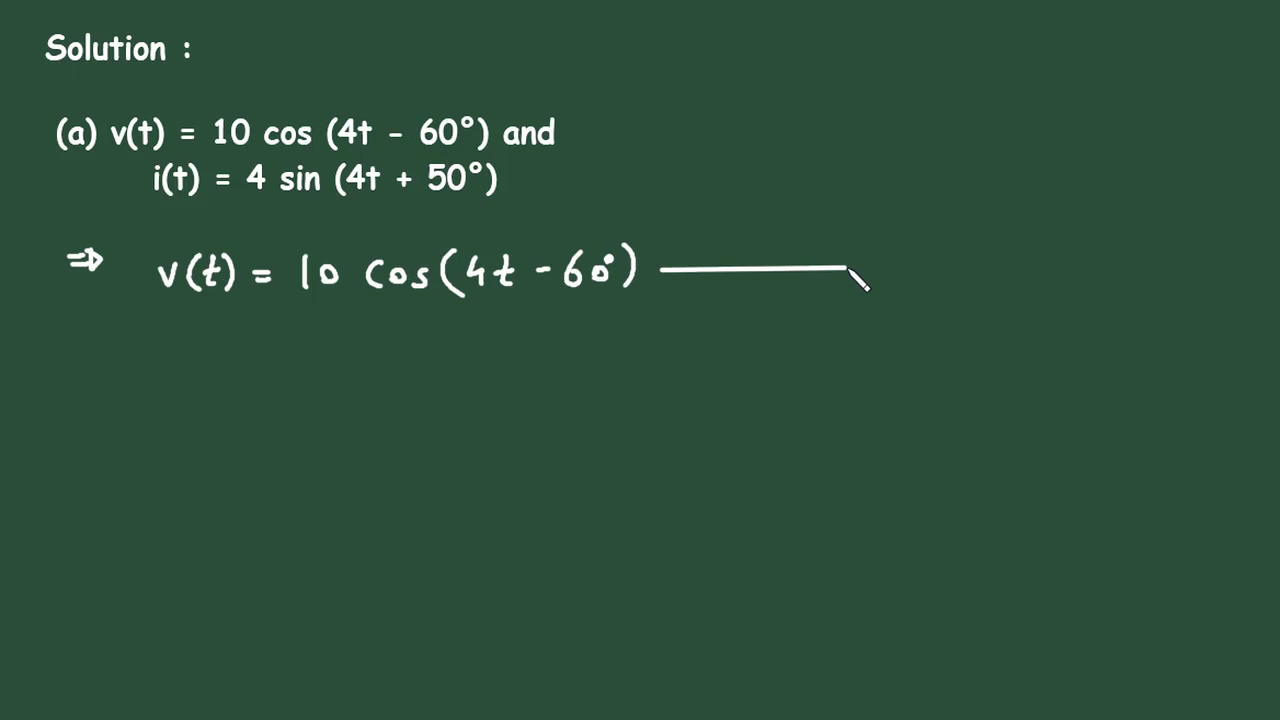 Solution :
(a) v(t) = 10 cos (4t - 60°) and
i(t) = 4 sin (4t + 50°)
⇒ v(t) = 10 cos(4t - 60°)